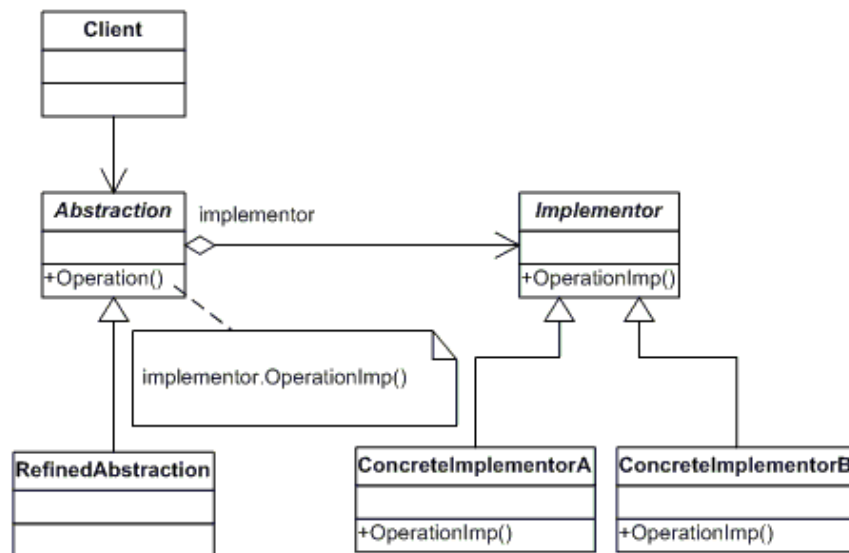 Client
Abstraction
implementor
Implementor
+Operation()
+OperationImp()
implementor.OperationImp()
RefinedAbstraction
ConcreteImplementorA
ConcreteImplementorB
+OperationImp()
+OperationImp()